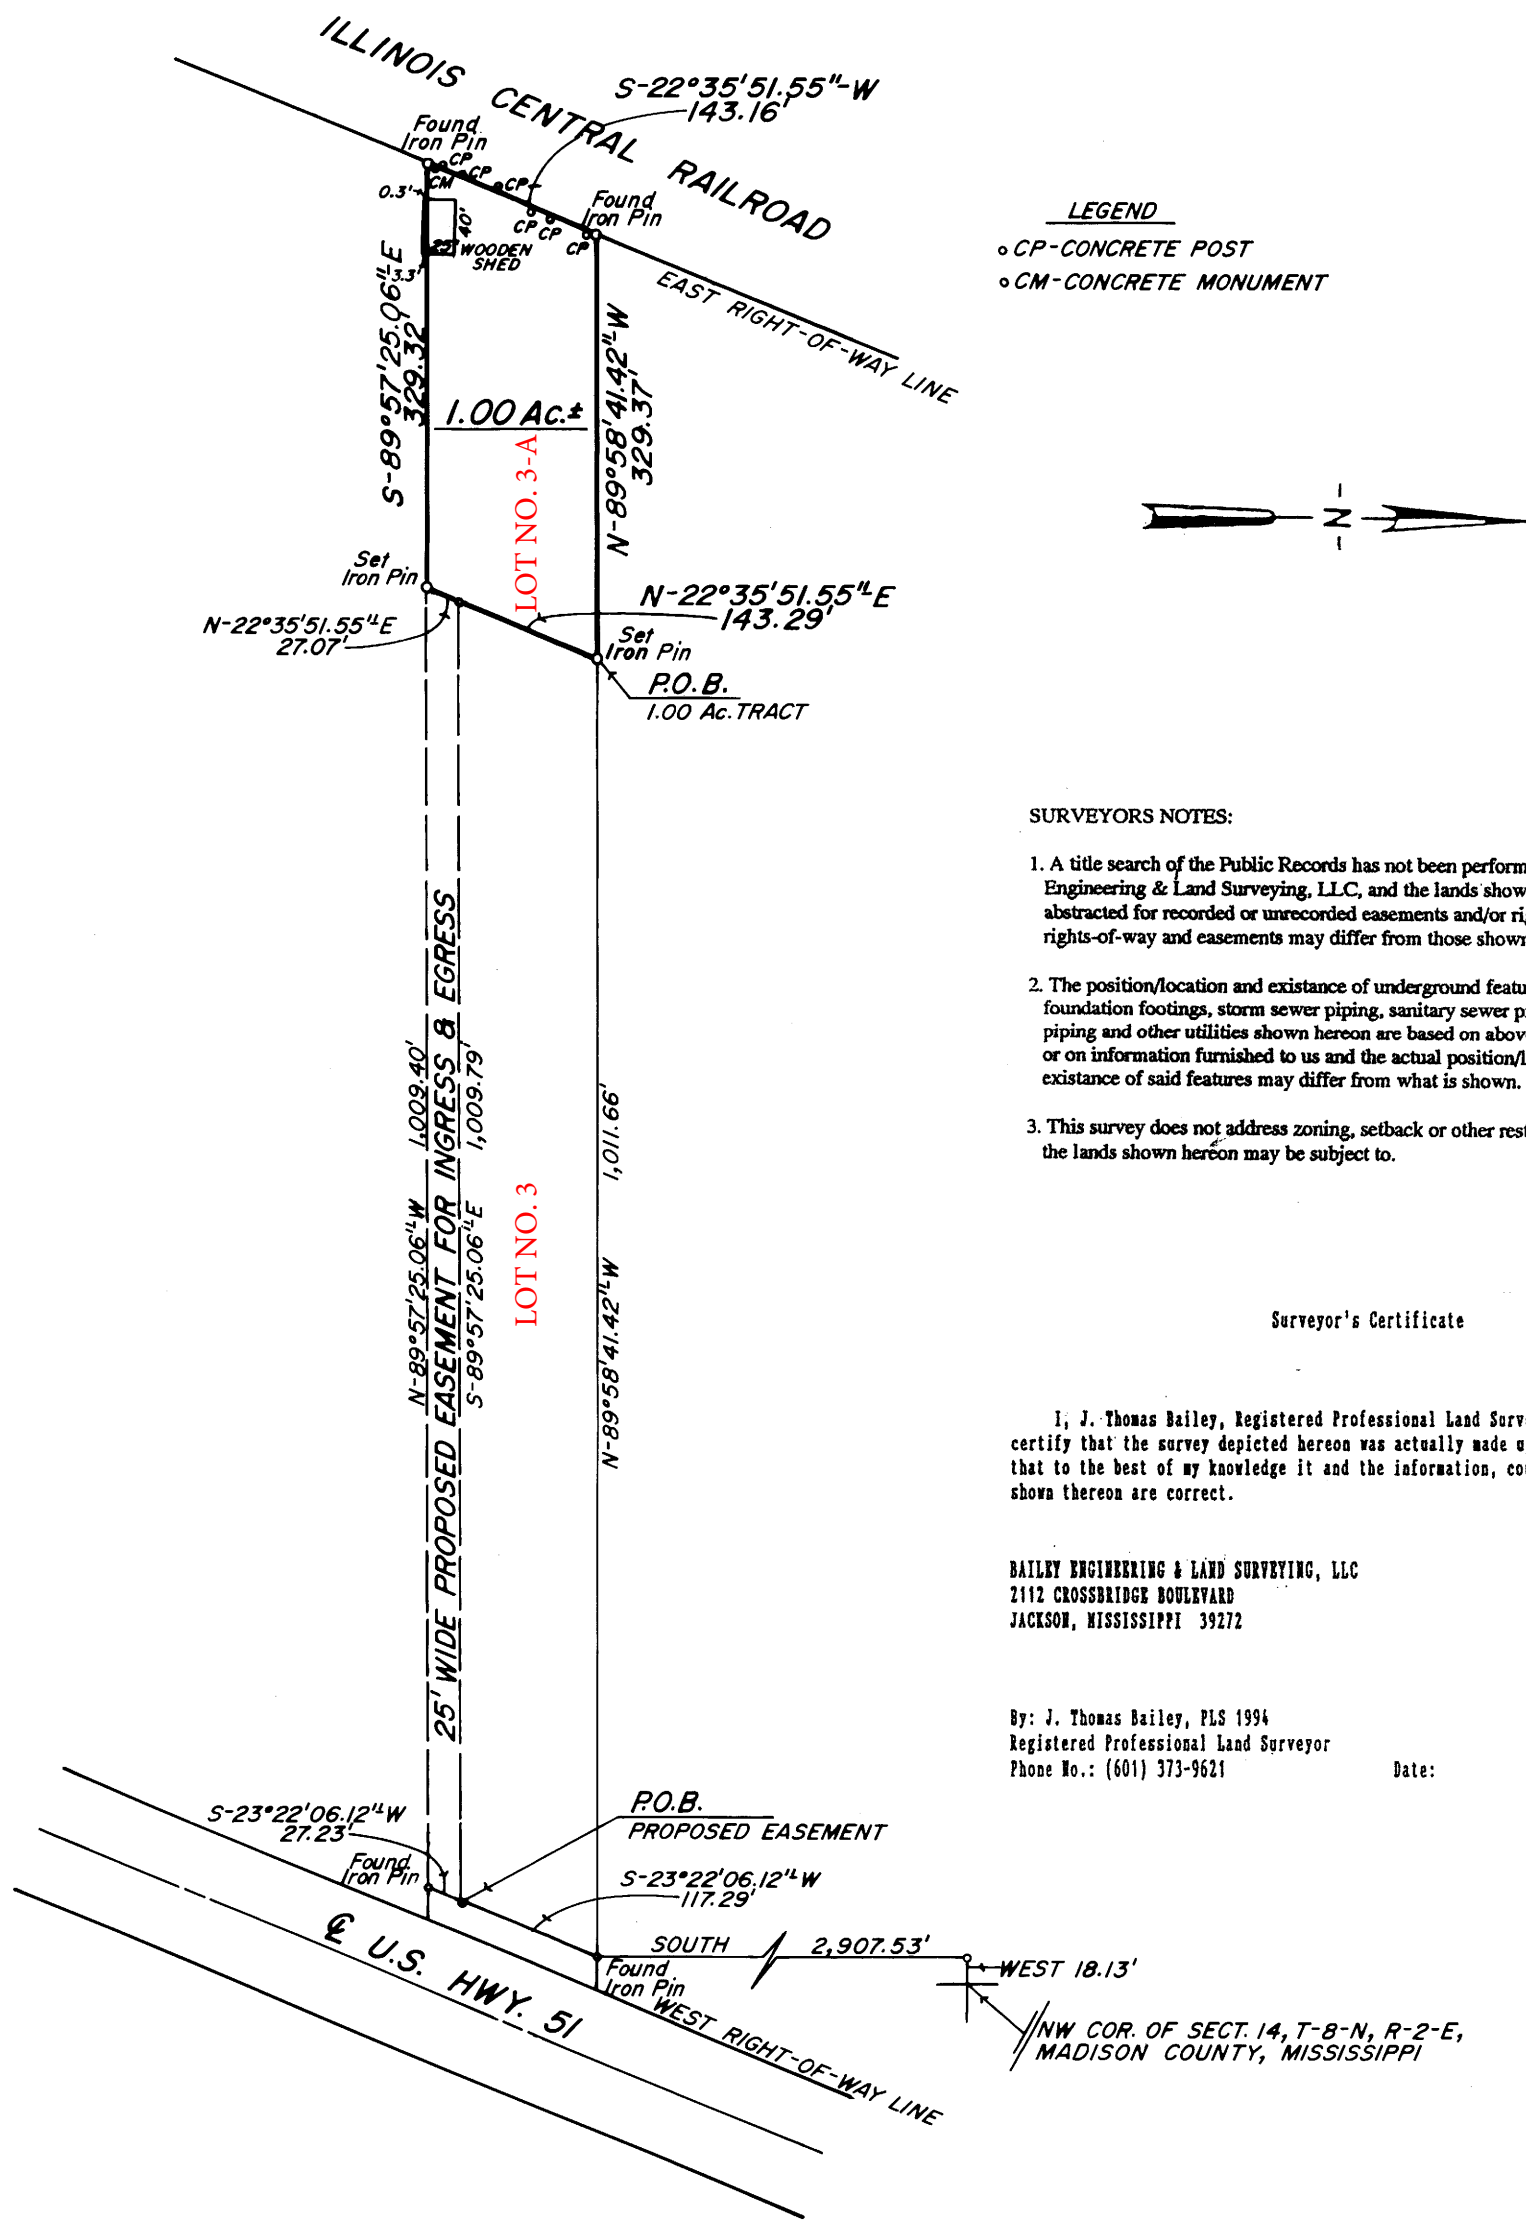 ILLINOIS CENTRAL RAILROAD
S-22°35'51.55"-W
143.16'
Found
Iron Pin
CP
CM
CP
CP
Found
Iron Pin
CP
CP
CP
0.3'
40'
25'
WOODEN
SHED
3.3'
EAST RIGHT-OF-WAY LINE
S-89°57'25.06"-E
329.32'
1.00 AC.±
N-89°58'41.42"-W
329.37'
LOT NO. 3-A
LEGEND
CP-CONCRETE POST
CM-CONCRETE MONUMENT
N
Set
Iron Pin
N-22°35'51.55"-E
27.07'
N-22°35'51.55"-E
143.29'
Set
Iron Pin
P.O.B.
1.00 Ac. TRACT
N-89°57'25.06"-W 1,009.40'
25' WIDE PROPOSED EASEMENT FOR INGRESS & EGRESS
S-89°57'25.06"-E 1,009.79'
LOT NO. 3
N-89°58'41.42"-W 1,011.66'
SURVEYORS NOTES:
1. A title search of the Public Records has not been perform
Engineering & Land Surveying, LLC, and the lands show
abstracted for recorded or unrecorded easements and/or ri
rights-of-way and easements may differ from those shown
2. The position/location and existance of underground featu
foundation footings, storm sewer piping, sanitary sewer p
piping and other utilities shown hereon are based on above
or on information furnished to us and the actual position/l
existance of said features may differ from what is shown.
3. This survey does not address zoning, setback or other rest
the lands shown hereon may be subject to.
Surveyor's Certificate
I, J. Thomas Bailey, Registered Professional Land Surv
certify that the survey depicted hereon was actually made u
that to the best of my knowledge it and the information, co
shown thereon are correct.
BAILEY ENGINEERING & LAND SURVEYING, LLC
2112 CROSSBRIDGE BOULEVARD
JACKSON, MISSISSIPPI 39272
By: J. Thomas Bailey, PLS 1994
Registered Professional Land Surveyor
Phone No.: (601) 373-9621 Date:
S-23°22'06.12"-W
27.23'
Found
Iron Pin
P.O.B.
PROPOSED EASEMENT
S-23°22'06.12"-W
117.29'
SOUTH 2,907.53'
WEST 18.13'
Found
Iron Pin
℄ U.S. HWY. 51
WEST RIGHT-OF-WAY LINE
NW COR. OF SECT. 14, T-8-N, R-2-E,
MADISON COUNTY, MISSISSIPPI